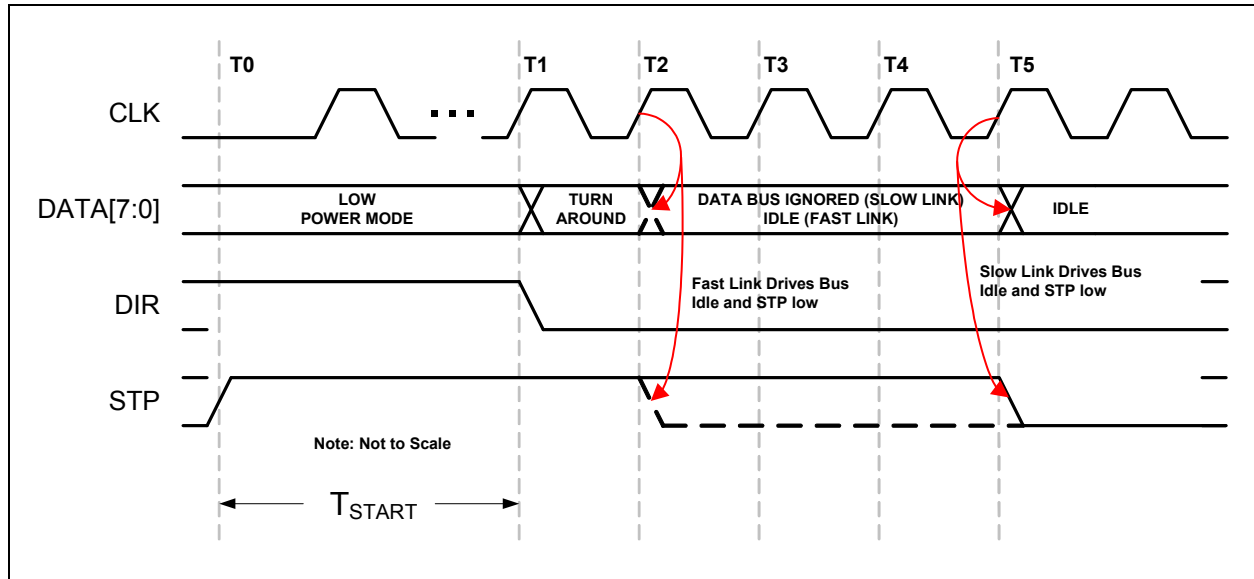 T0
T1
T2
T3
T4
T5
CLK
DATA[7:0]
LOW
POWER MODE
TURN
AROUND
DATA BUS IGNORED (SLOW LINK)
IDLE (FAST LINK)
IDLE
DIR
Fast Link Drives Bus
Idle and STP low
Slow Link Drives Bus
Idle and STP low
STP
Note: Not to Scale
TSTART